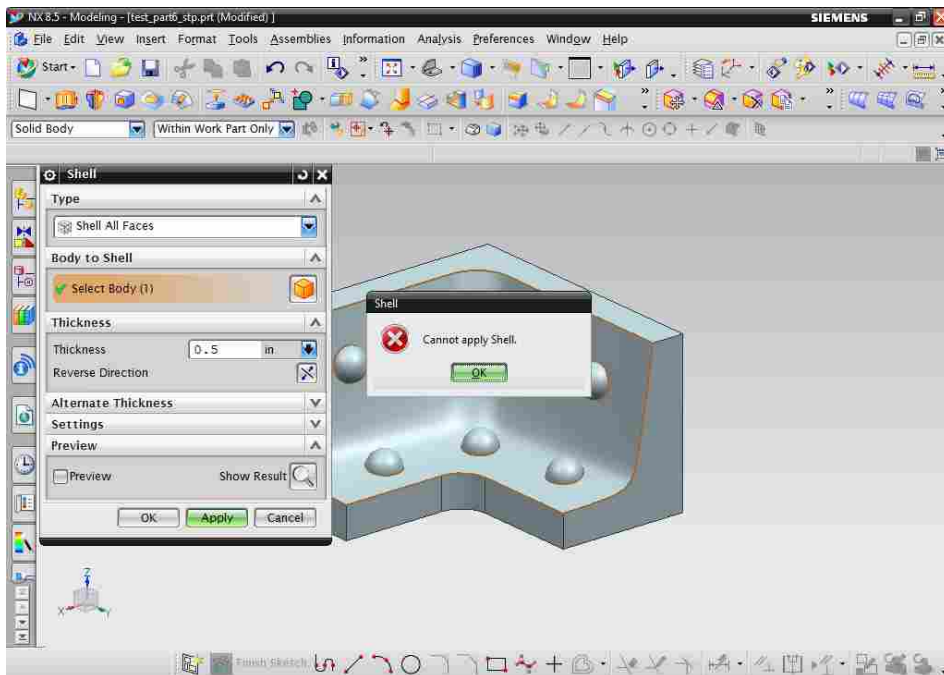 NX 8.5 - Modeling - [test_part6_stp.prt (Modified) ]
SIEMENS
File Edit View Insert Format Tools Assemblies Information Analysis Preferences Window Help
Start
Solid Body
Within Work Part Only
Shell
Type
Shell All Faces
Body to Shell
Select Body (1)
Thickness
Thickness 0.5 in
Reverse Direction
Alternate Thickness
Settings
Preview
Preview Show Result
OK Apply Cancel
Shell
Cannot apply Shell.
OK
Z
X
Y
Finish Sketch